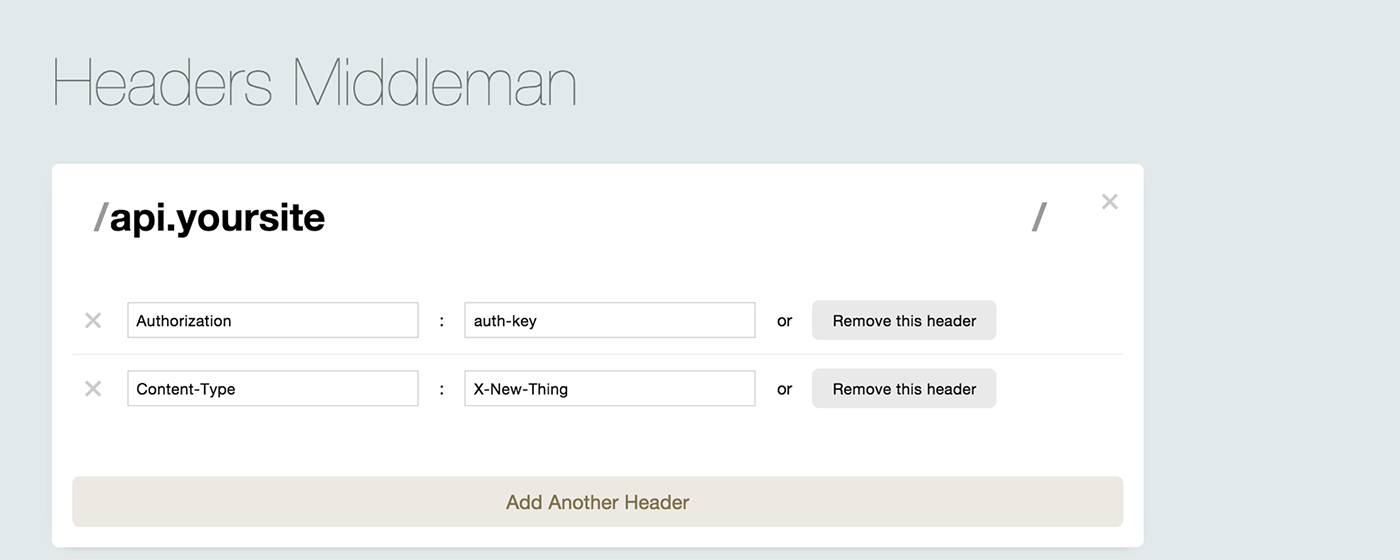 Headers Middleman
/api.yoursite /
Authorization : auth-key or Remove this header
Content-Type : X-New-Thing or Remove this header
Add Another Header